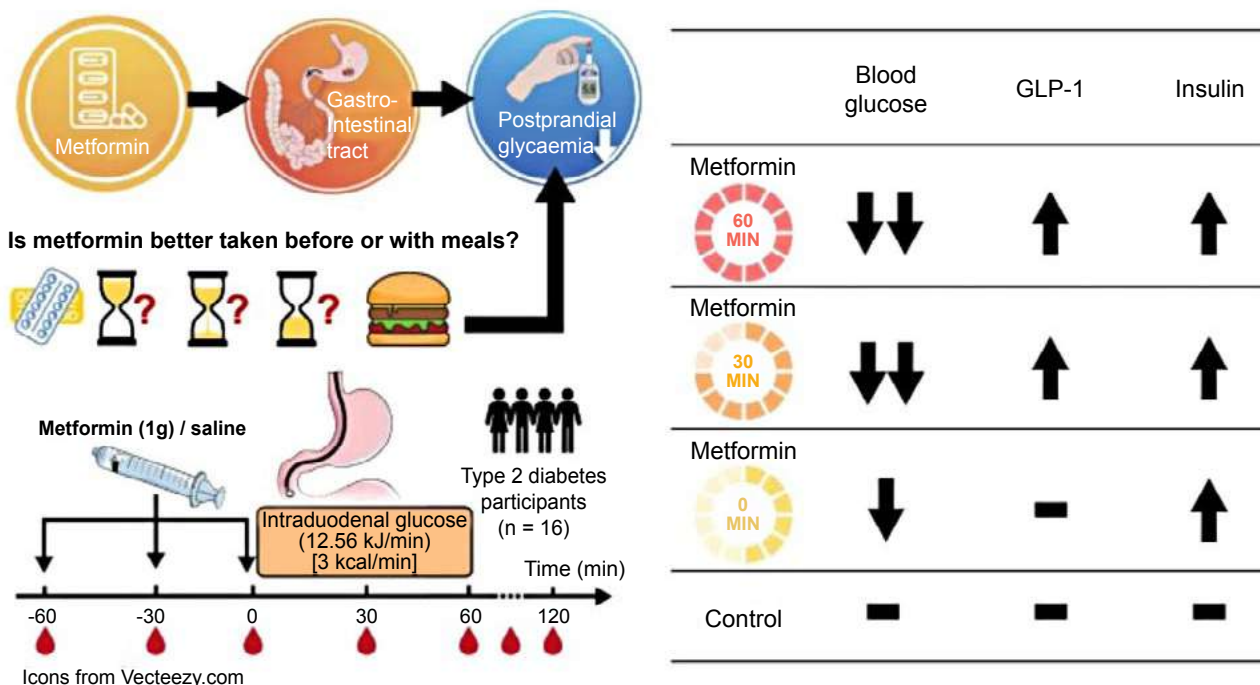 Metformin
Gastro-
Intestinal
tract
Postprandial
glycaemia
Is metformin better taken before or with meals?
?
?
?
Metformin (1g) / saline
Intraduodenal glucose
(12.56 kJ/min)
[3 kcal/min]
Type 2 diabetes
participants
(n = 16)
Time (min)
-60 -30 0 30 60 120
Icons from Vecteezy.com
Blood
glucose
GLP-1
Insulin
Metformin
60
MIN
Metformin
30
MIN
Metformin
0
MIN
Control